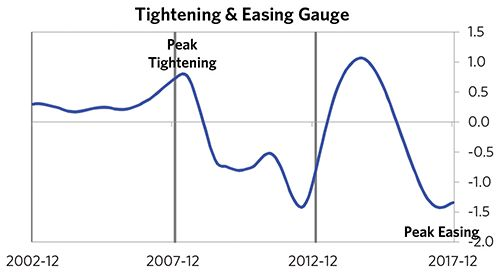 Tightening & Easing Gauge
Peak
Tightening
1.5
1.0
0.5
0.0
-0.5
-1.0
-1.5
Peak Easing
-2.0
2002-12 2007-12 2012-12 2017-12